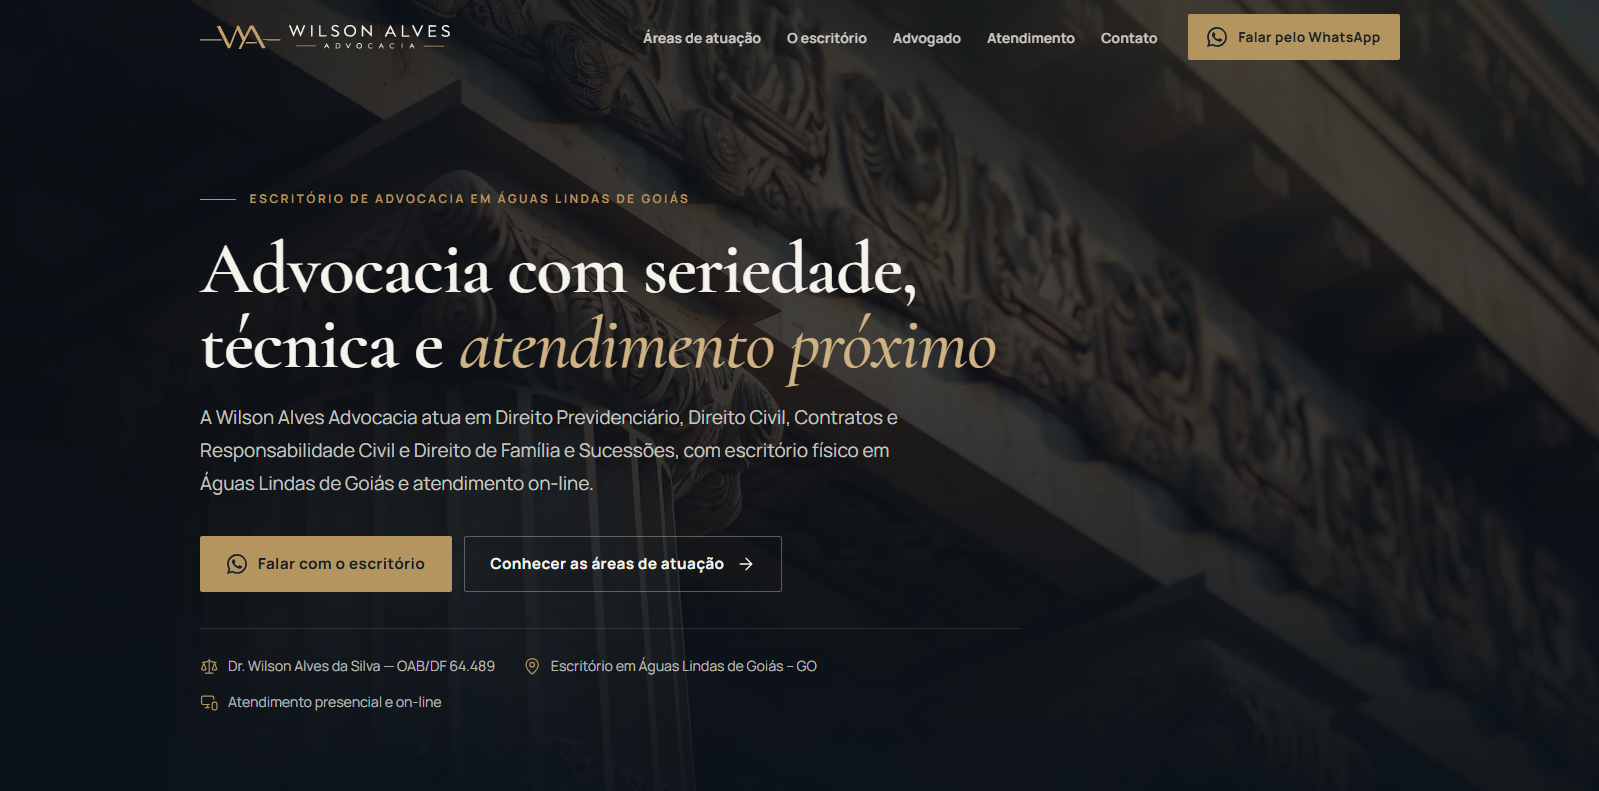 WILSON ALVES
ADVOCACIA
Áreas de atuação
O escritório
Advogado
Atendimento
Contato
Falar pelo WhatsApp
ESCRITÓRIO DE ADVOCACIA EM ÁGUAS LINDAS DE GOIÁS
Advocacia com seriedade,
técnica e atendimento próximo
A Wilson Alves Advocacia atua em Direito Previdenciário, Direito Civil, Contratos e
Responsabilidade Civil e Direito de Família e Sucessões, com escritório físico em
Águas Lindas de Goiás e atendimento on-line.
Falar com o escritório
Conhecer as áreas de atuação
Dr. Wilson Alves da Silva — OAB/DF 64.489
Escritório em Águas Lindas de Goiás – GO
Atendimento presencial e on-line